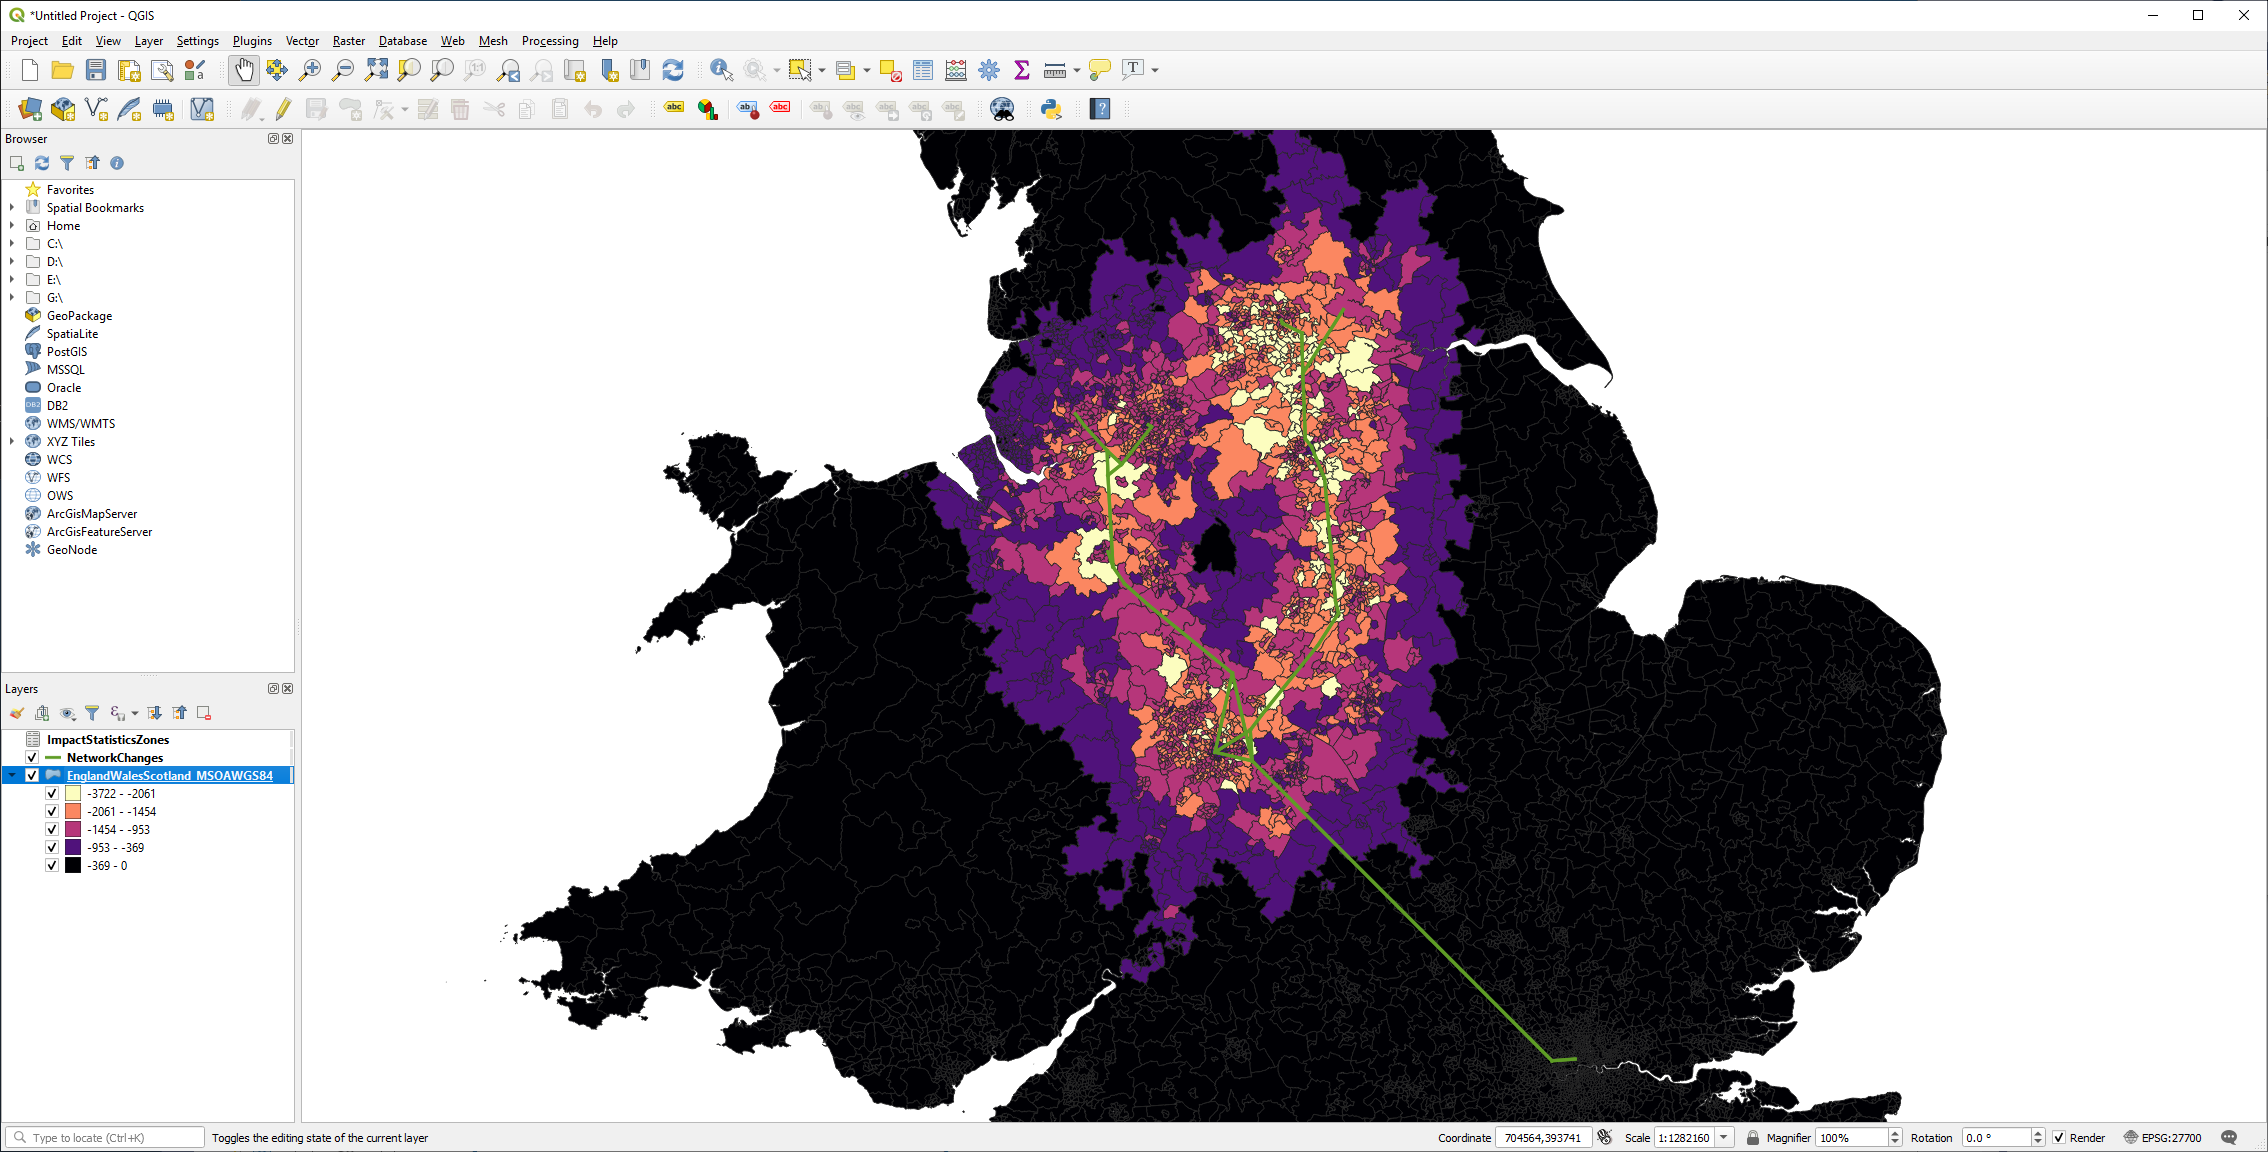 *Untitled Project - QGIS
Project Edit View Layer Settings Plugins Vector Raster Database Web Mesh Processing Help
Browser
Favorites
Spatial Bookmarks
Home
C:\
D:\
E:\
G:\
GeoPackage
SpatiaLite
PostGIS
MSSQL
Oracle
DB2
DB2
WMS/WMTS
XYZ Tiles
WCS
WFS
OWS
ArcGisMapServer
ArcGisFeatureServer
GeoNode
Layers
ImpactStatisticsZones
NetworkChanges
EnglandWalesScotland_MSOAWGS84
-3722 - -2061
-2061 - -1454
-1454 - -953
-953 - -369
-369 - 0
Type to locate (Ctrl+K) Toggles the editing state of the current layer Coordinate 704564,393741 Scale 1:1282160 Magnifier 100% Rotation 0.0 ° Render EPSG:27700